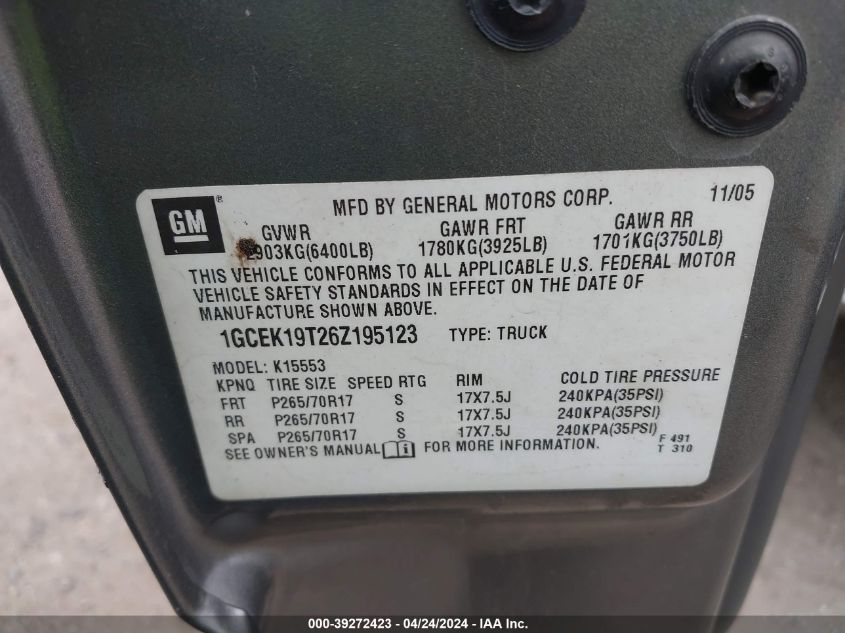 GM ®
MFD BY GENERAL MOTORS CORP. 11/05
GVWR GAWR FRT GAWR RR
2903KG(6400LB) 1780KG(3925LB) 1701KG(3750LB)
THIS VEHICLE CONFORMS TO ALL APPLICABLE U.S. FEDERAL MOTOR
VEHICLE SAFETY STANDARDS IN EFFECT ON THE DATE OF
MANUFACTURE SHOWN ABOVE.
1GCEK19T26Z195123 TYPE: TRUCK
MODEL: K15553
KPNQ TIRE SIZE SPEED RTG RIM COLD TIRE PRESSURE
FRT P265/70R17 S 17X7.5J 240KPA(35PSI)
RR P265/70R17 S 17X7.5J 240KPA(35PSI)
SPA P265/70R17 S 17X7.5J 240KPA(35PSI)
SEE OWNER'S MANUAL FOR MORE INFORMATION.
F 491
T 310
000-39272423 - 04/24/2024 - IAA Inc.